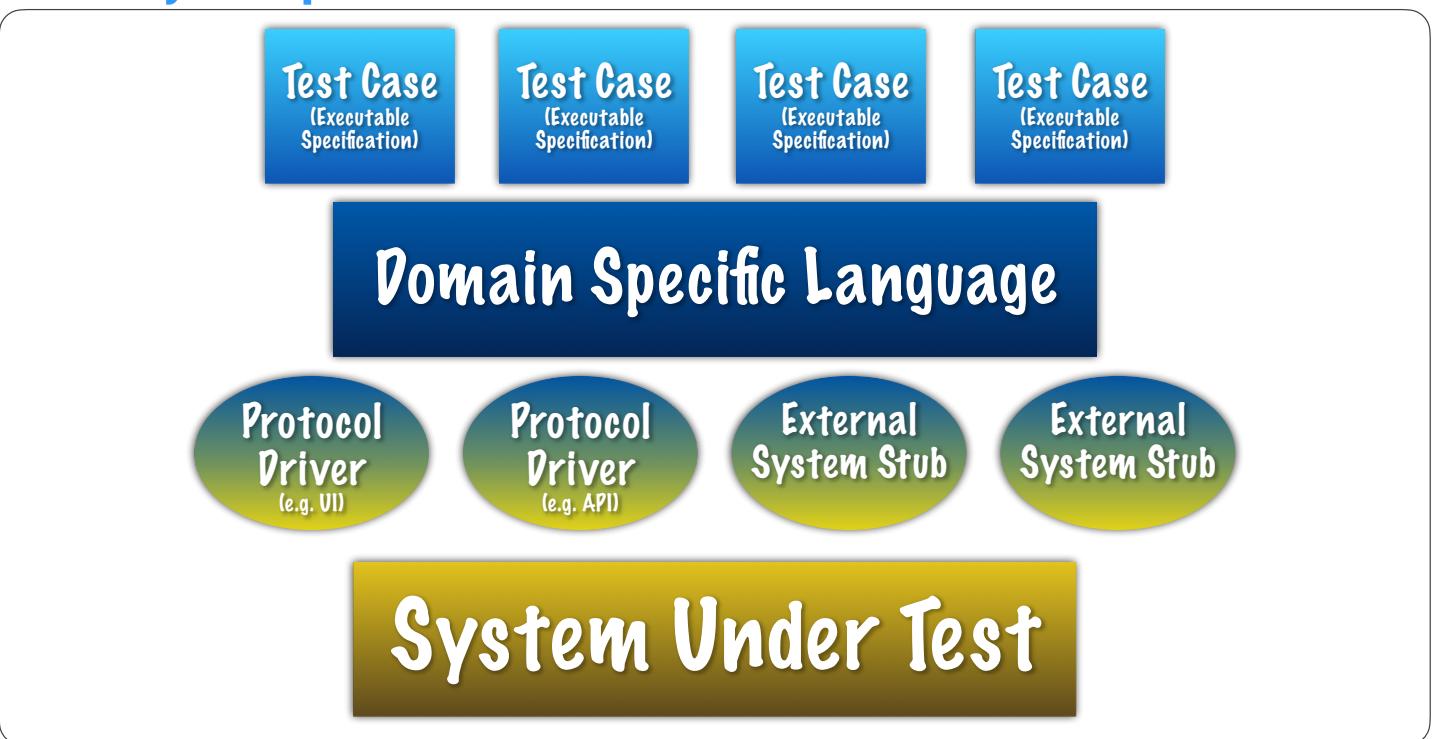 Test Case
(Executable
Specification)
Test Case
(Executable
Specification)
Test Case
(Executable
Specification)
Test Case
(Executable
Specification)
Domain Specific Language
Protocol
Driver
(e.g. UI)
Protocol
Driver
(e.g. API)
External
System Stub
External
System Stub
System Under Test